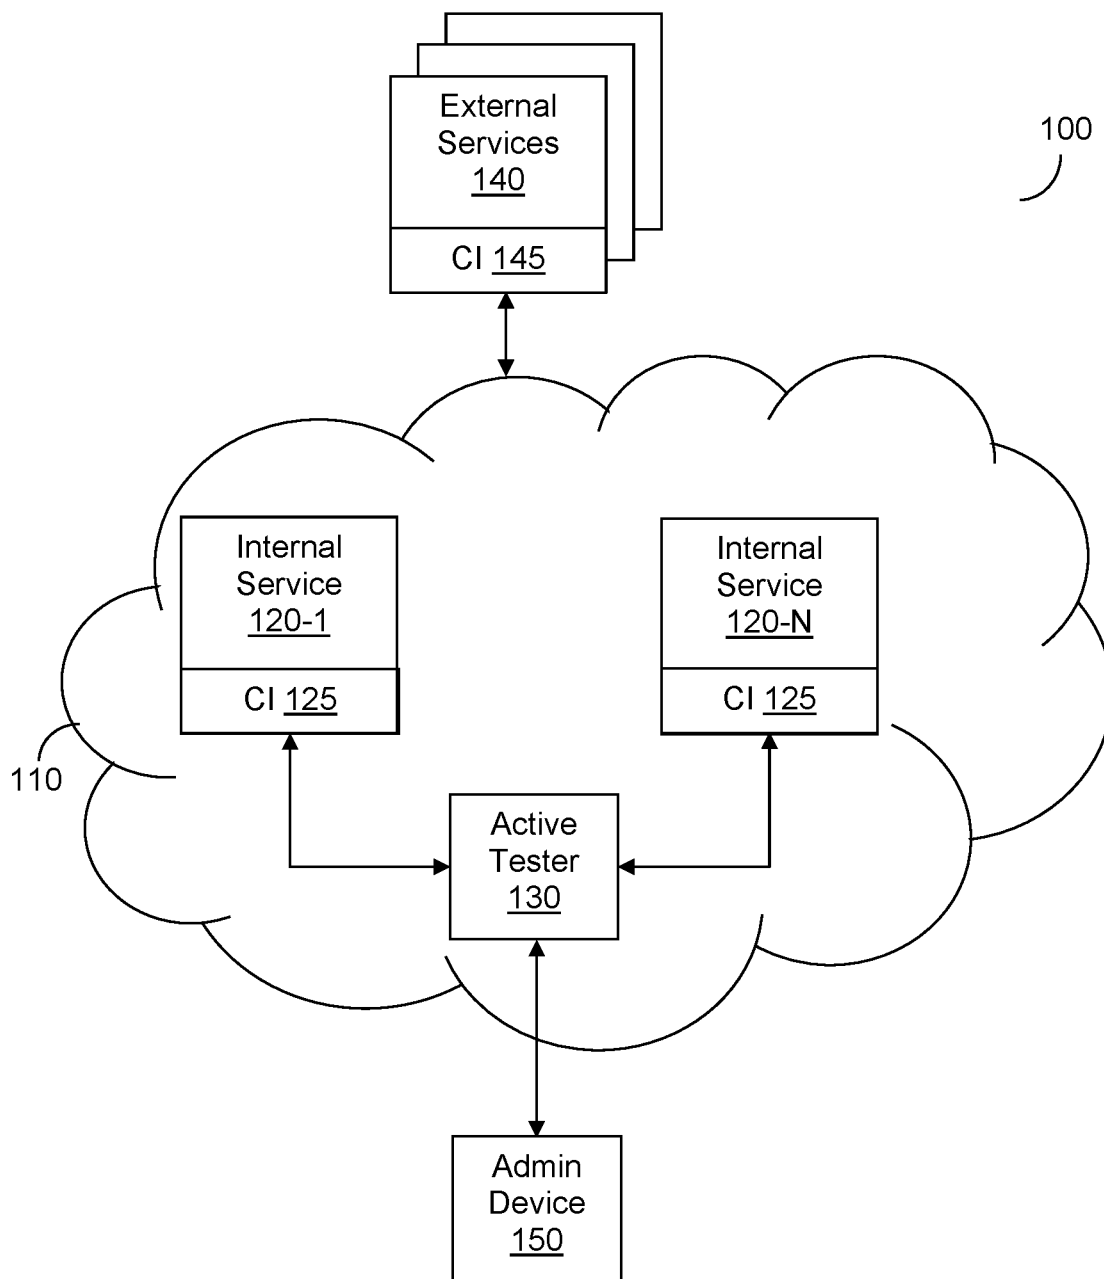 External
Services
140
CI 145
100
Internal
Service
120-1
CI 125
Internal
Service
120-N
CI 125
110
Active
Tester
130
Admin
Device
150